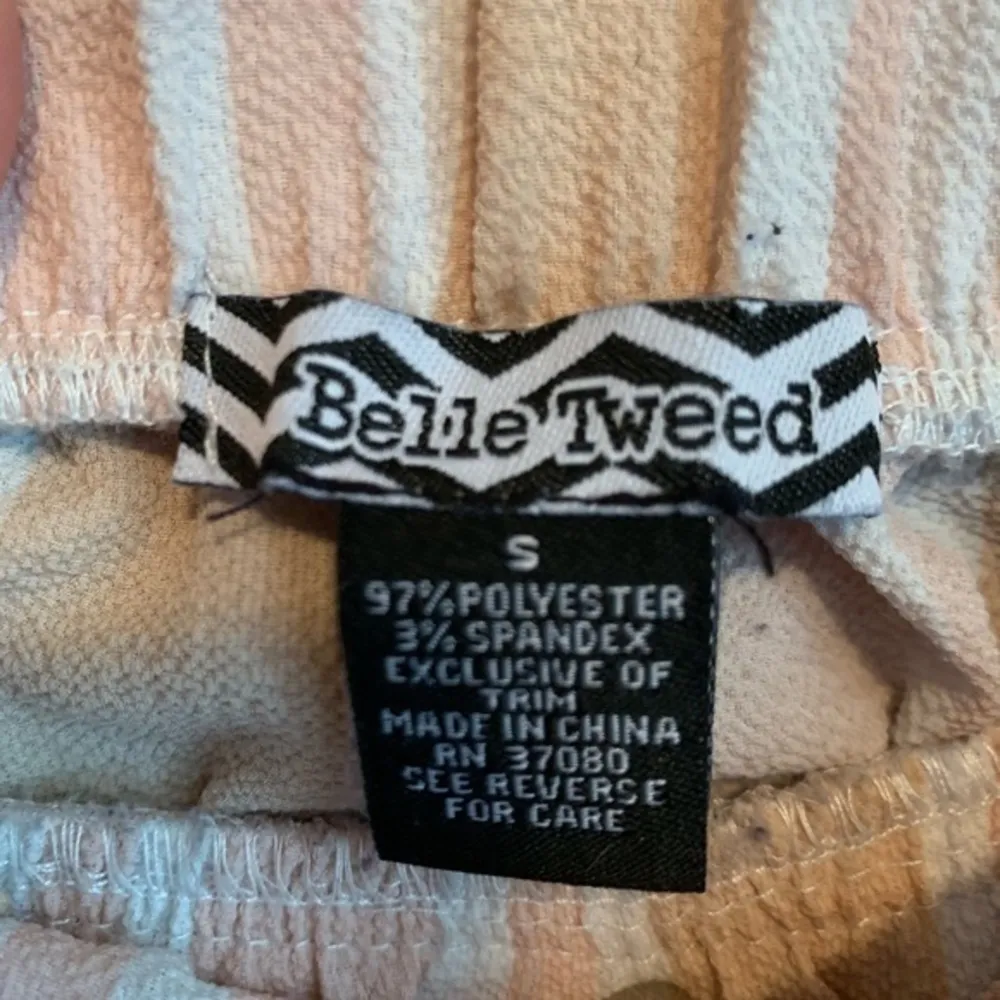 Belle Tweed
S
97% POLYESTER
3% SPANDEX
EXCLUSIVE OF
TRIM
MADE IN CHINA
RN 37080
SEE REVERSE
FOR CARE